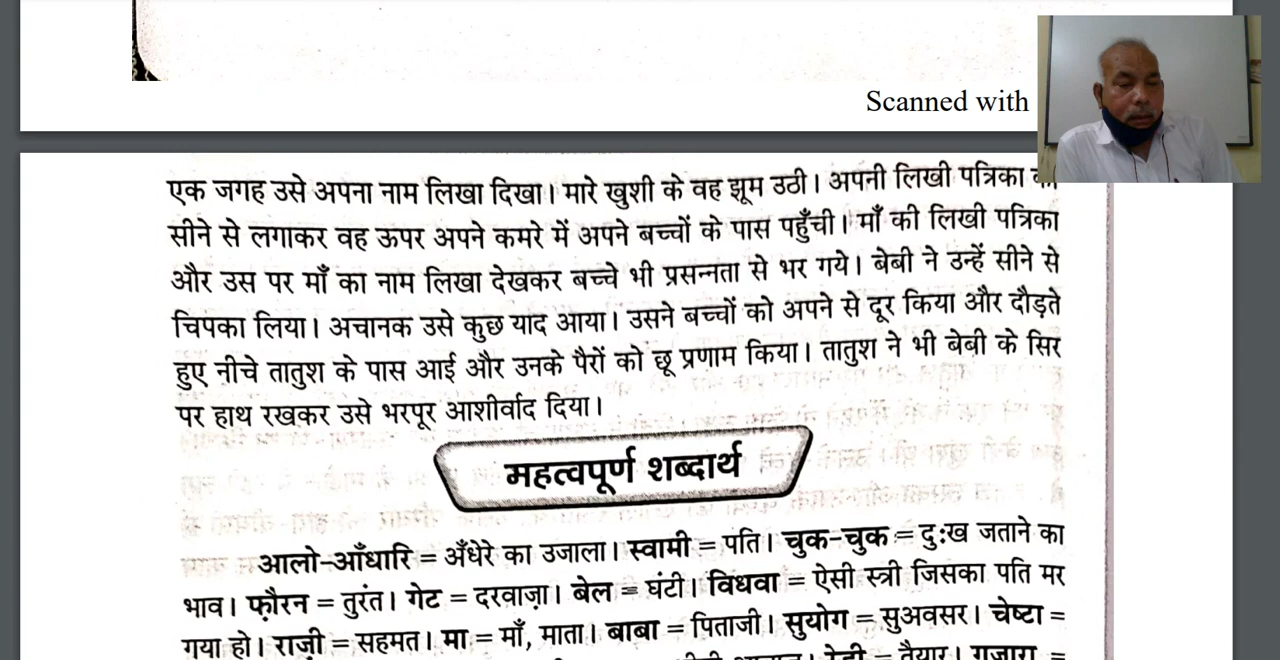 Scanned with
एक जगह उसे अपना नाम लिखा दिखा। मारे खुशी के वह झूम उठी। अपनी लिखी पत्रिका
सीने से लगाकर वह ऊपर अपने कमरे में अपने बच्चों के पास पहुँची। माँ की लिखी पत्रिका
और उस पर माँ का नाम लिखा देखकर बच्चे भी प्रसन्नता से भर गये। बेबी ने उन्हें सीने से
चिपका लिया। अचानक उसे कुछ याद आया। उसने बच्चों को अपने से दूर किया और दौड़ते
हुए नीचे तातुश के पास आई और उनके पैरों को छू प्रणाम किया। तातुश ने भी बेबी के सिर
पर हाथ रखकर उसे भरपूर आशीर्वाद दिया।
महत्वपूर्ण शब्दार्थ
आलो-आँधारि = अँधेरे का उजाला। स्वामी = पति। चुक-चुक = दुःख जताने का
भाव। फ़ौरन = तुरंत। गेट = दरवाज़ा। बेल = घंटी। विधवा = ऐसी स्त्री जिसका पति मर
गया हो। राज़ी = सहमत। मा = माँ, माता। बाबा = पिताजी। सुयोग = सुअवसर। चेष्टा =
रेडी = तैयार। गुजारा =